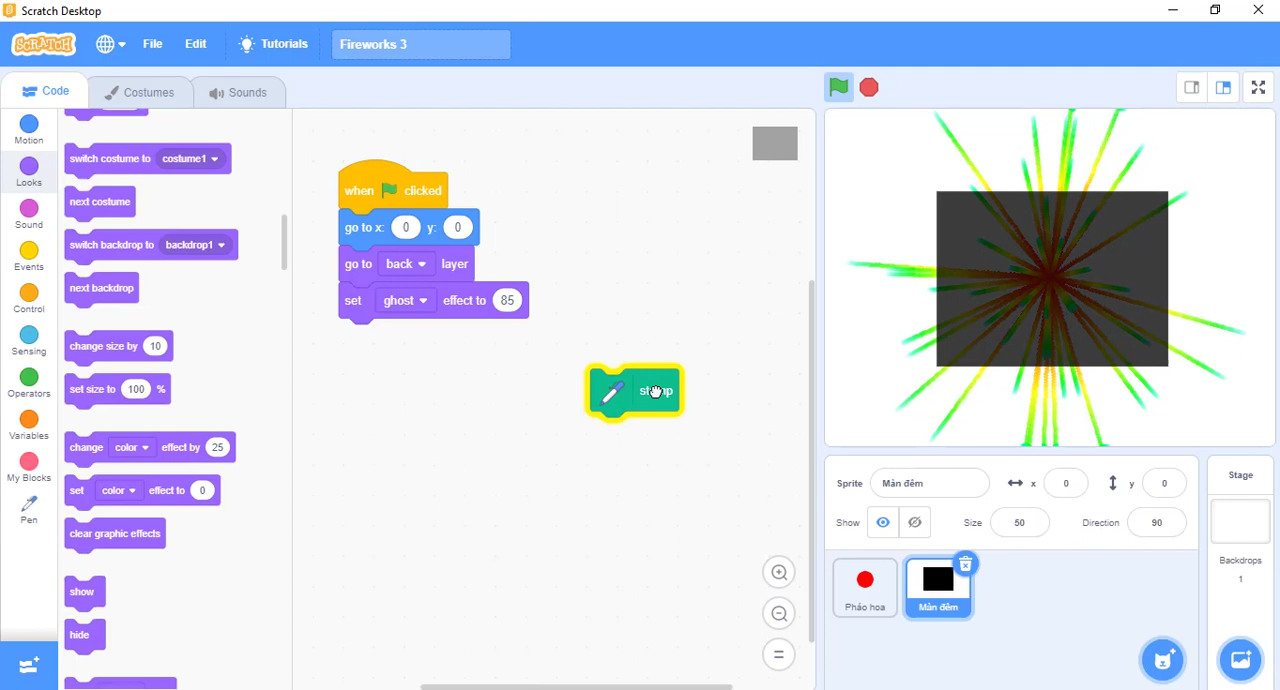 Scratch Desktop
SCRATCH
File
Edit
Tutorials
Fireworks 3
Code
Costumes
Sounds
Motion
Looks
Sound
Events
Control
Sensing
Operators
Variables
My Blocks
Pen
switch costume to costume1
next costume
switch backdrop to backdrop1
next backdrop
change size by 10
set size to 100 %
change color effect by 25
set color effect to 0
clear graphic effects
show
hide
when clicked
go to x: 0 y: 0
go to back layer
set ghost effect to 85
Sprite Màn đêm x 0 y 0
Show Size 50 Direction 90
Pháo hoa
Màn đêm
Stage
Backdrops
1